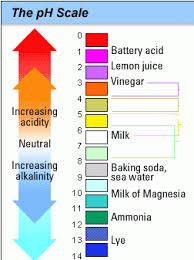 The pH Scale
0
1
Battery acid
2
Lemon juice
3
Vinegar
4
Increasing
acidity
5
6
Neutral
Milk
7
8
Increasing
alkalinity
9
Baking soda,
sea water
10
Milk of Magnesia
11
12
Ammonia
13
Lye
14